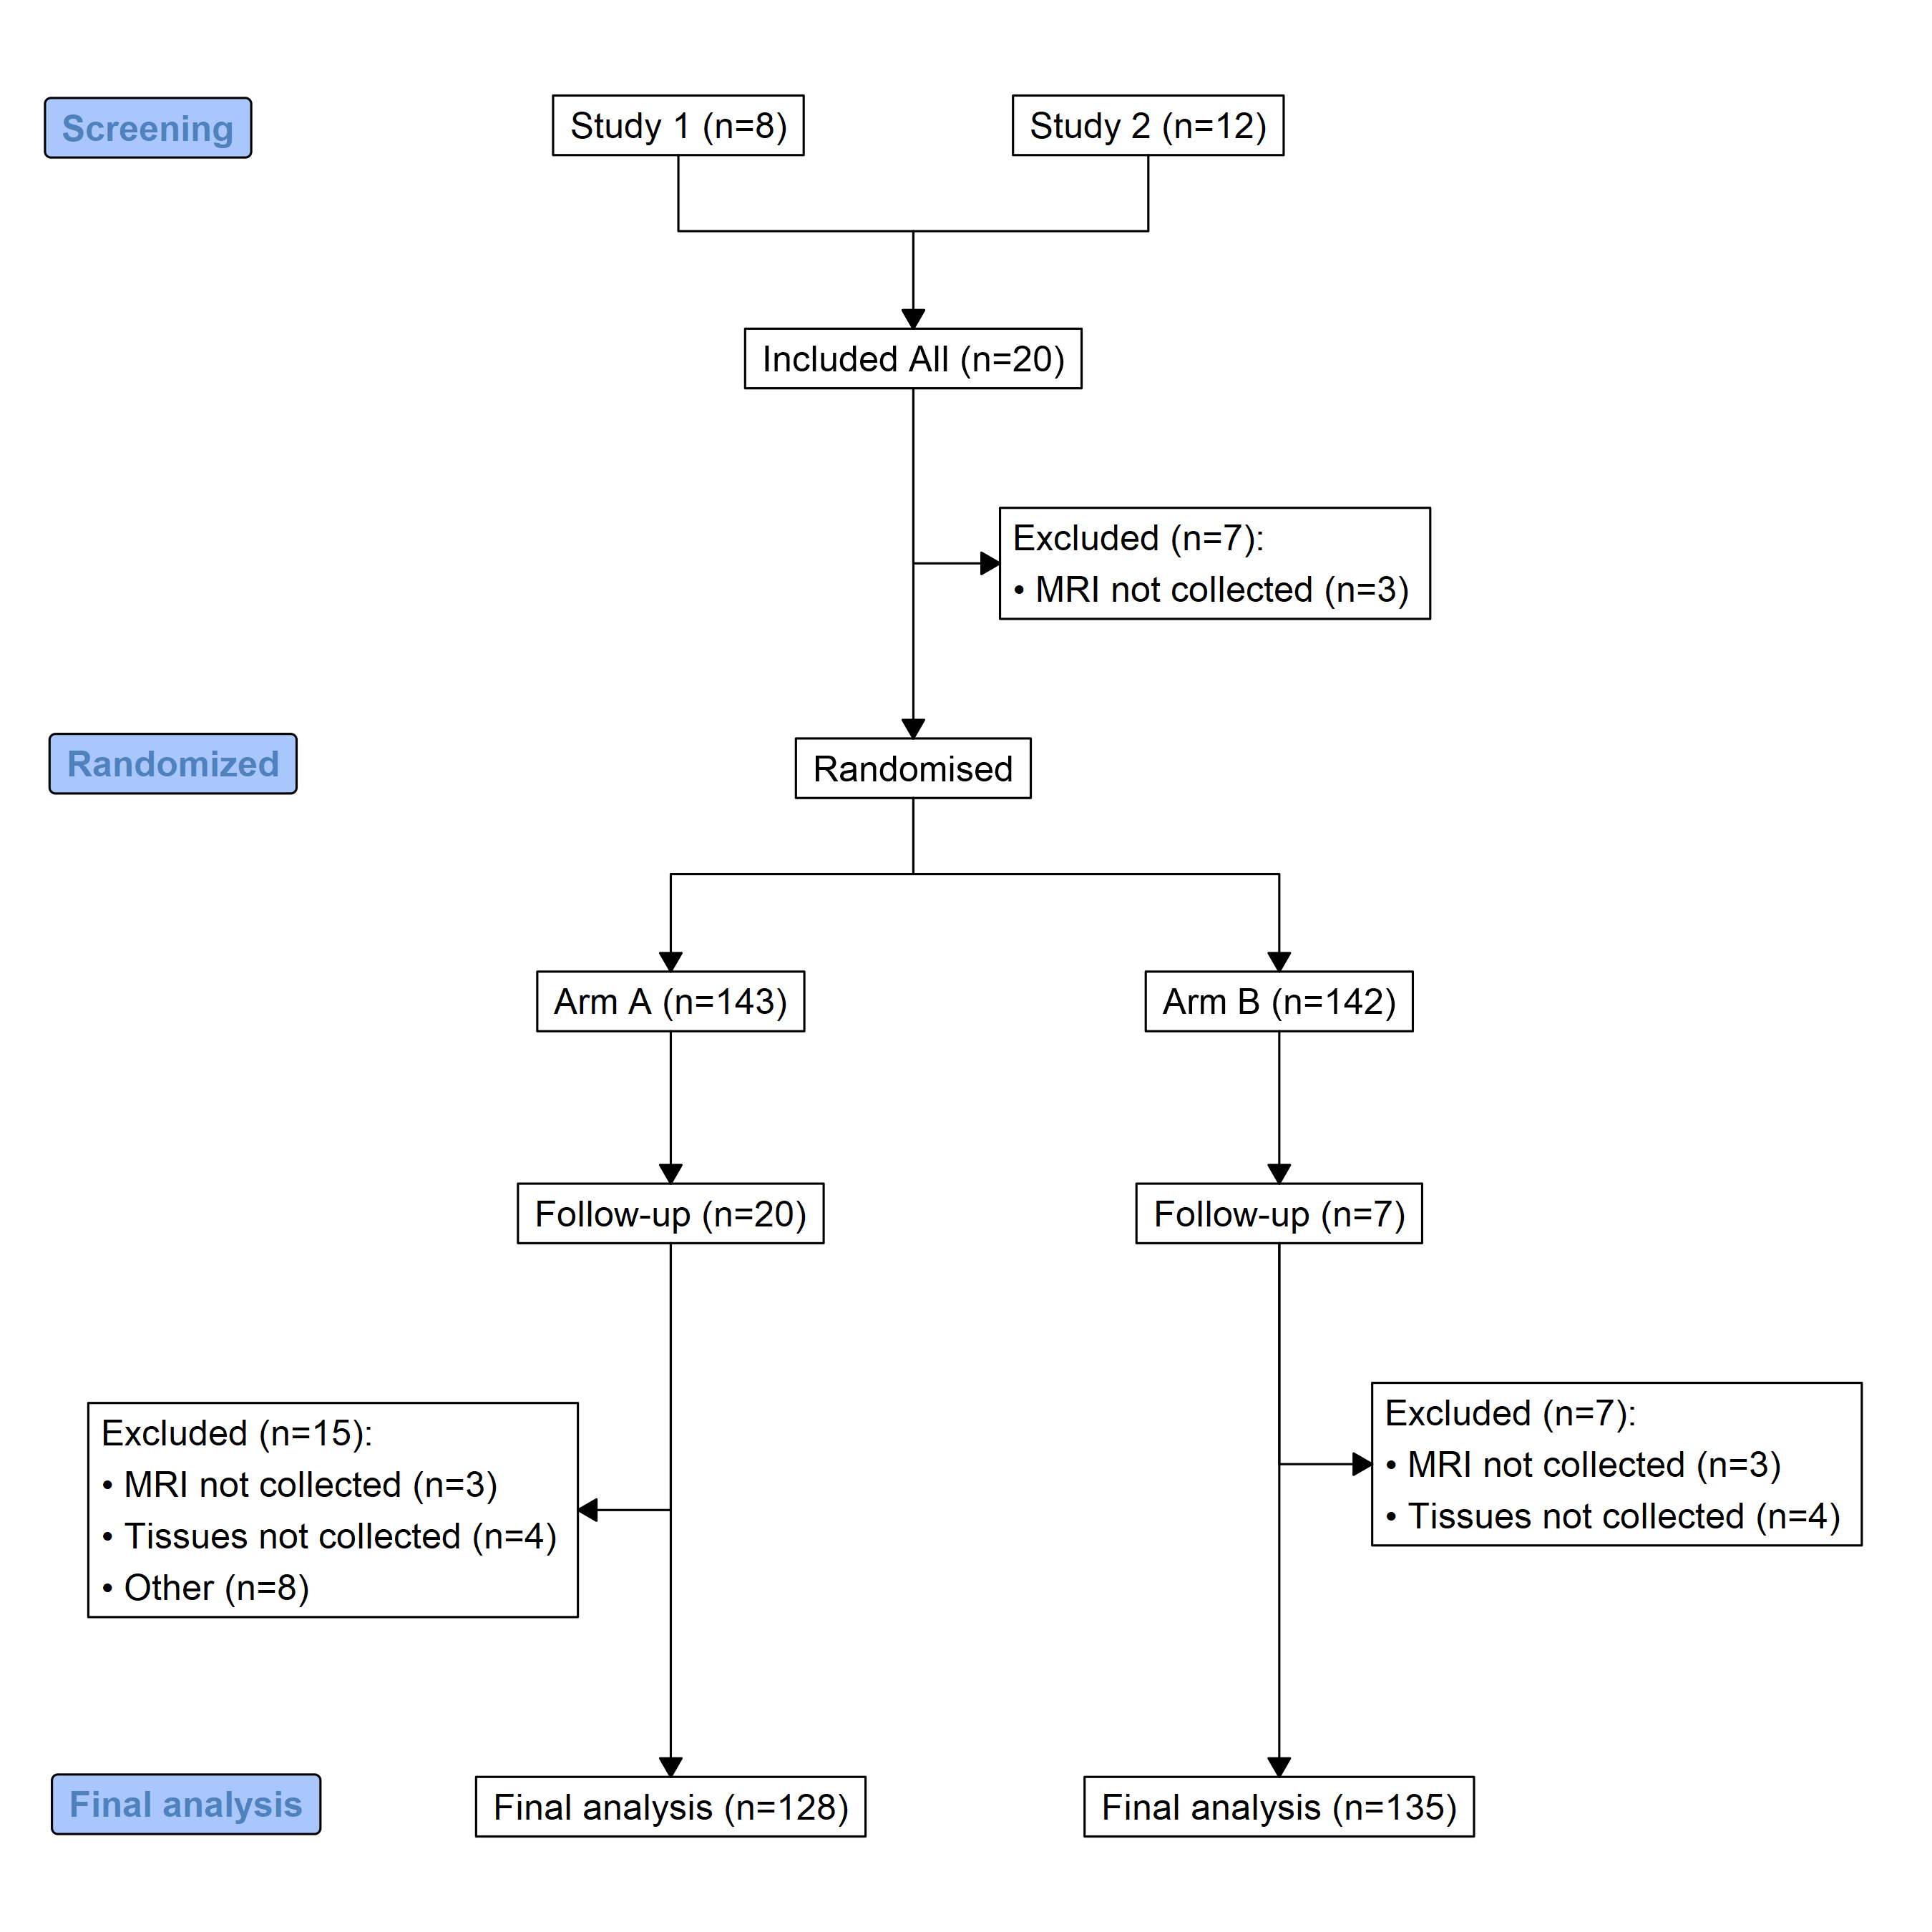 Screening
Study 1 (n=8)
Study 2 (n=12)
Included All (n=20)
Excluded (n=7):
• MRI not collected (n=3)
Randomized
Randomised
Arm A (n=143)
Arm B (n=142)
Follow-up (n=20)
Follow-up (n=7)
Excluded (n=15):
• MRI not collected (n=3)
• Tissues not collected (n=4)
• Other (n=8)
Excluded (n=7):
• MRI not collected (n=3)
• Tissues not collected (n=4)
Final analysis
Final analysis (n=128)
Final analysis (n=135)